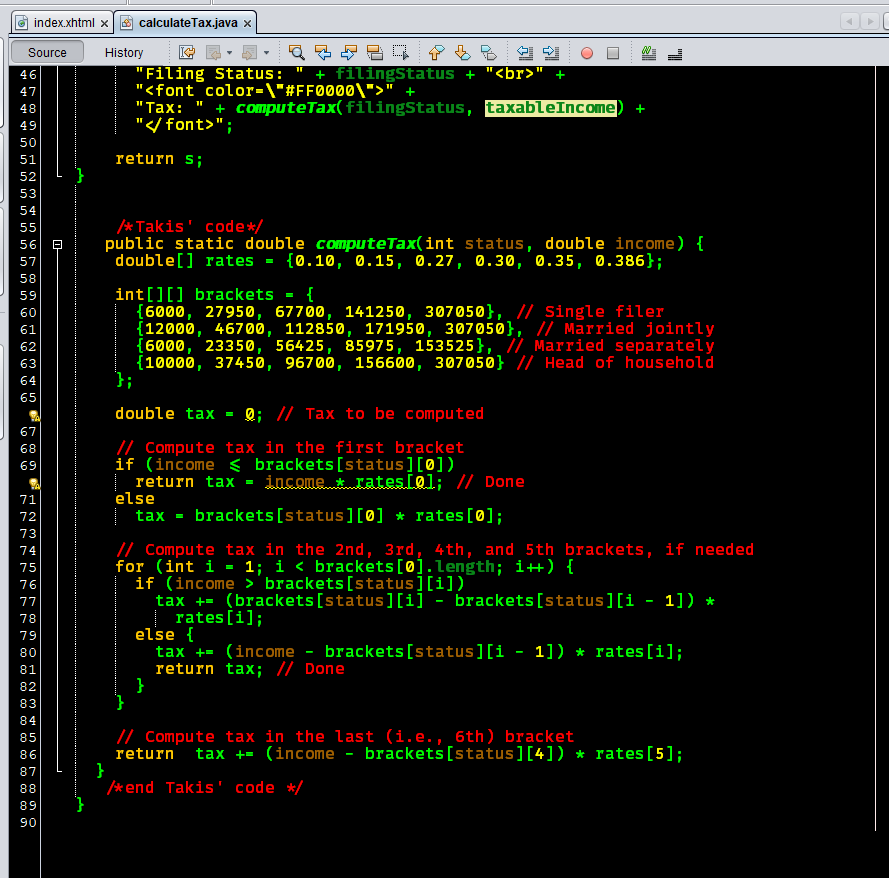 index.xhtml calculateTax.java
Source History
46 "Filing Status: " + filingStatus + "<br>" +
47 "<font color=\"#FF0000\">" +
48 "Tax: " + computeTax(filingStatus, taxableIncome) +
49 "</font>";
50
51 return s;
52 }
53
54
55 /*Takis' code*/
56 public static double computeTax(int status, double income) {
57 double[] rates = {0.10, 0.15, 0.27, 0.30, 0.35, 0.386};
58
59 int[][] brackets = {
60 {6000, 27950, 67700, 141250, 307050}, // Single filer
61 {12000, 46700, 112850, 171950, 307050}, // Married jointly
62 {6000, 23350, 56425, 85975, 153525}, // Married separately
63 {10000, 37450, 96700, 156600, 307050} // Head of household
64 };
65
double tax = 0; // Tax to be computed
67
68 // Compute tax in the first bracket
69 if (income <= brackets[status][0])
return tax = income * rates[0]; // Done
71 else
72 tax = brackets[status][0] * rates[0];
73
74 // Compute tax in the 2nd, 3rd, 4th, and 5th brackets, if needed
75 for (int i = 1; i < brackets[0].length; i++) {
76 if (income > brackets[status][i])
77 tax += (brackets[status][i] - brackets[status][i - 1]) *
78 rates[i];
79 else {
80 tax += (income - brackets[status][i - 1]) * rates[i];
81 return tax; // Done
82 }
83 }
84
85 // Compute tax in the last (i.e., 6th) bracket
86 return  tax += (income - brackets[status][4]) * rates[5];
87 }
88 /*end Takis' code */
89 }
90